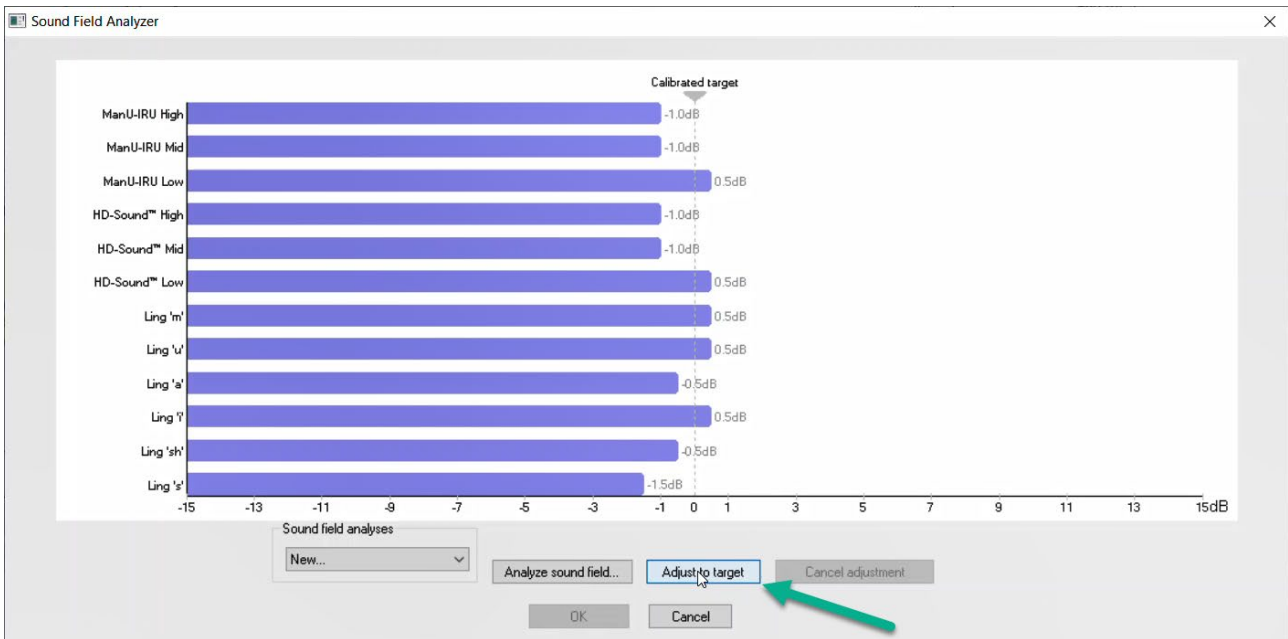 Sound Field Analyzer
Calibrated target
ManU-IRU High -1.0dB
ManU-IRU Mid -1.0dB
ManU-IRU Low 0.5dB
HD-Sound™ High -1.0dB
HD-Sound™ Mid -1.0dB
HD-Sound™ Low 0.5dB
Ling 'm' 0.5dB
Ling 'u' 0.5dB
Ling 'a' -0.5dB
Ling 'i' 0.5dB
Ling 'sh' -0.5dB
Ling 's' -1.5dB
-15 -13 -11 -9 -7 -5 -3 -1 0 1 3 5 7 9 11 13 15dB
Sound field analyses
New... Analyze sound field... Adjust to target Cancel adjustment
OK Cancel